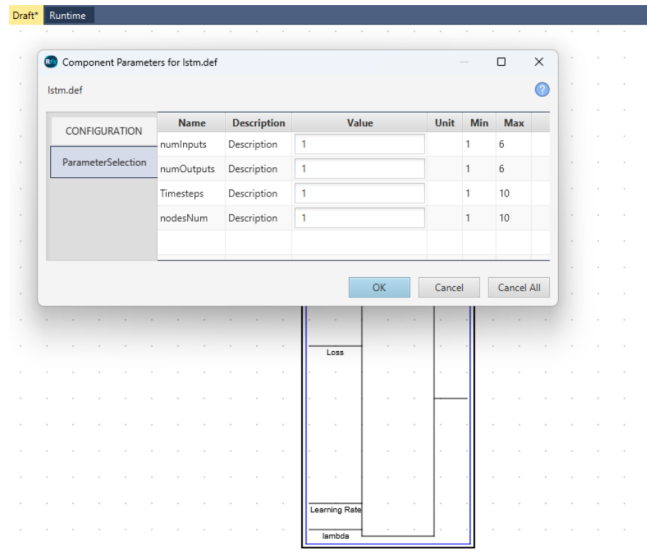 Draft* Runtime
Component Parameters for lstm.def
lstm.def
Name Description Value Unit Min Max
CONFIGURATION
ParameterSelection
numInputs Description 1 1 6
numOutputs Description 1 1 6
Timesteps Description 1 1 10
nodesNum Description 1 1 10
OK Cancel Cancel All
Loss
Learning Rate
lambda